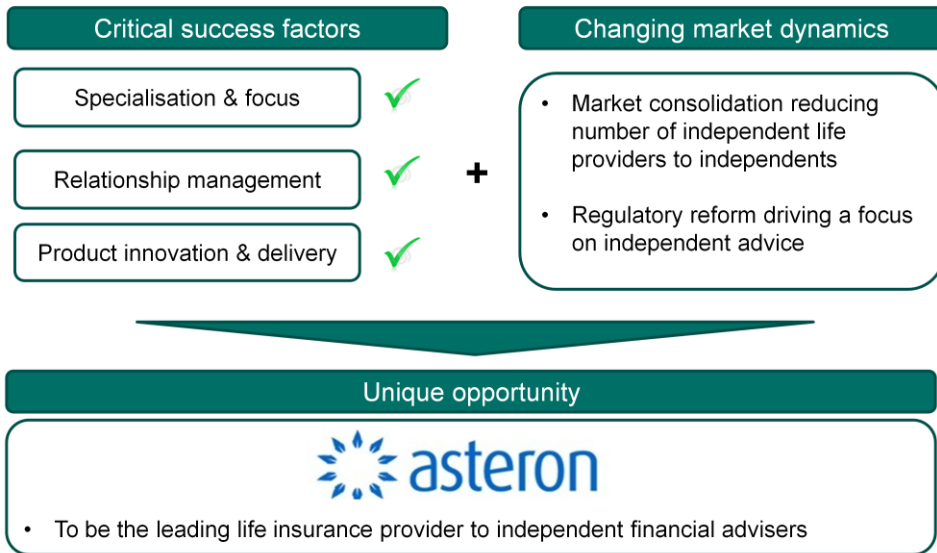 Critical success factors
Specialisation & focus
Relationship management
Product innovation & delivery
+
Changing market dynamics
• Market consolidation reducing
number of independent life
providers to independents
• Regulatory reform driving a focus
on independent advice
Unique opportunity
asteron
• To be the leading life insurance provider to independent financial advisers